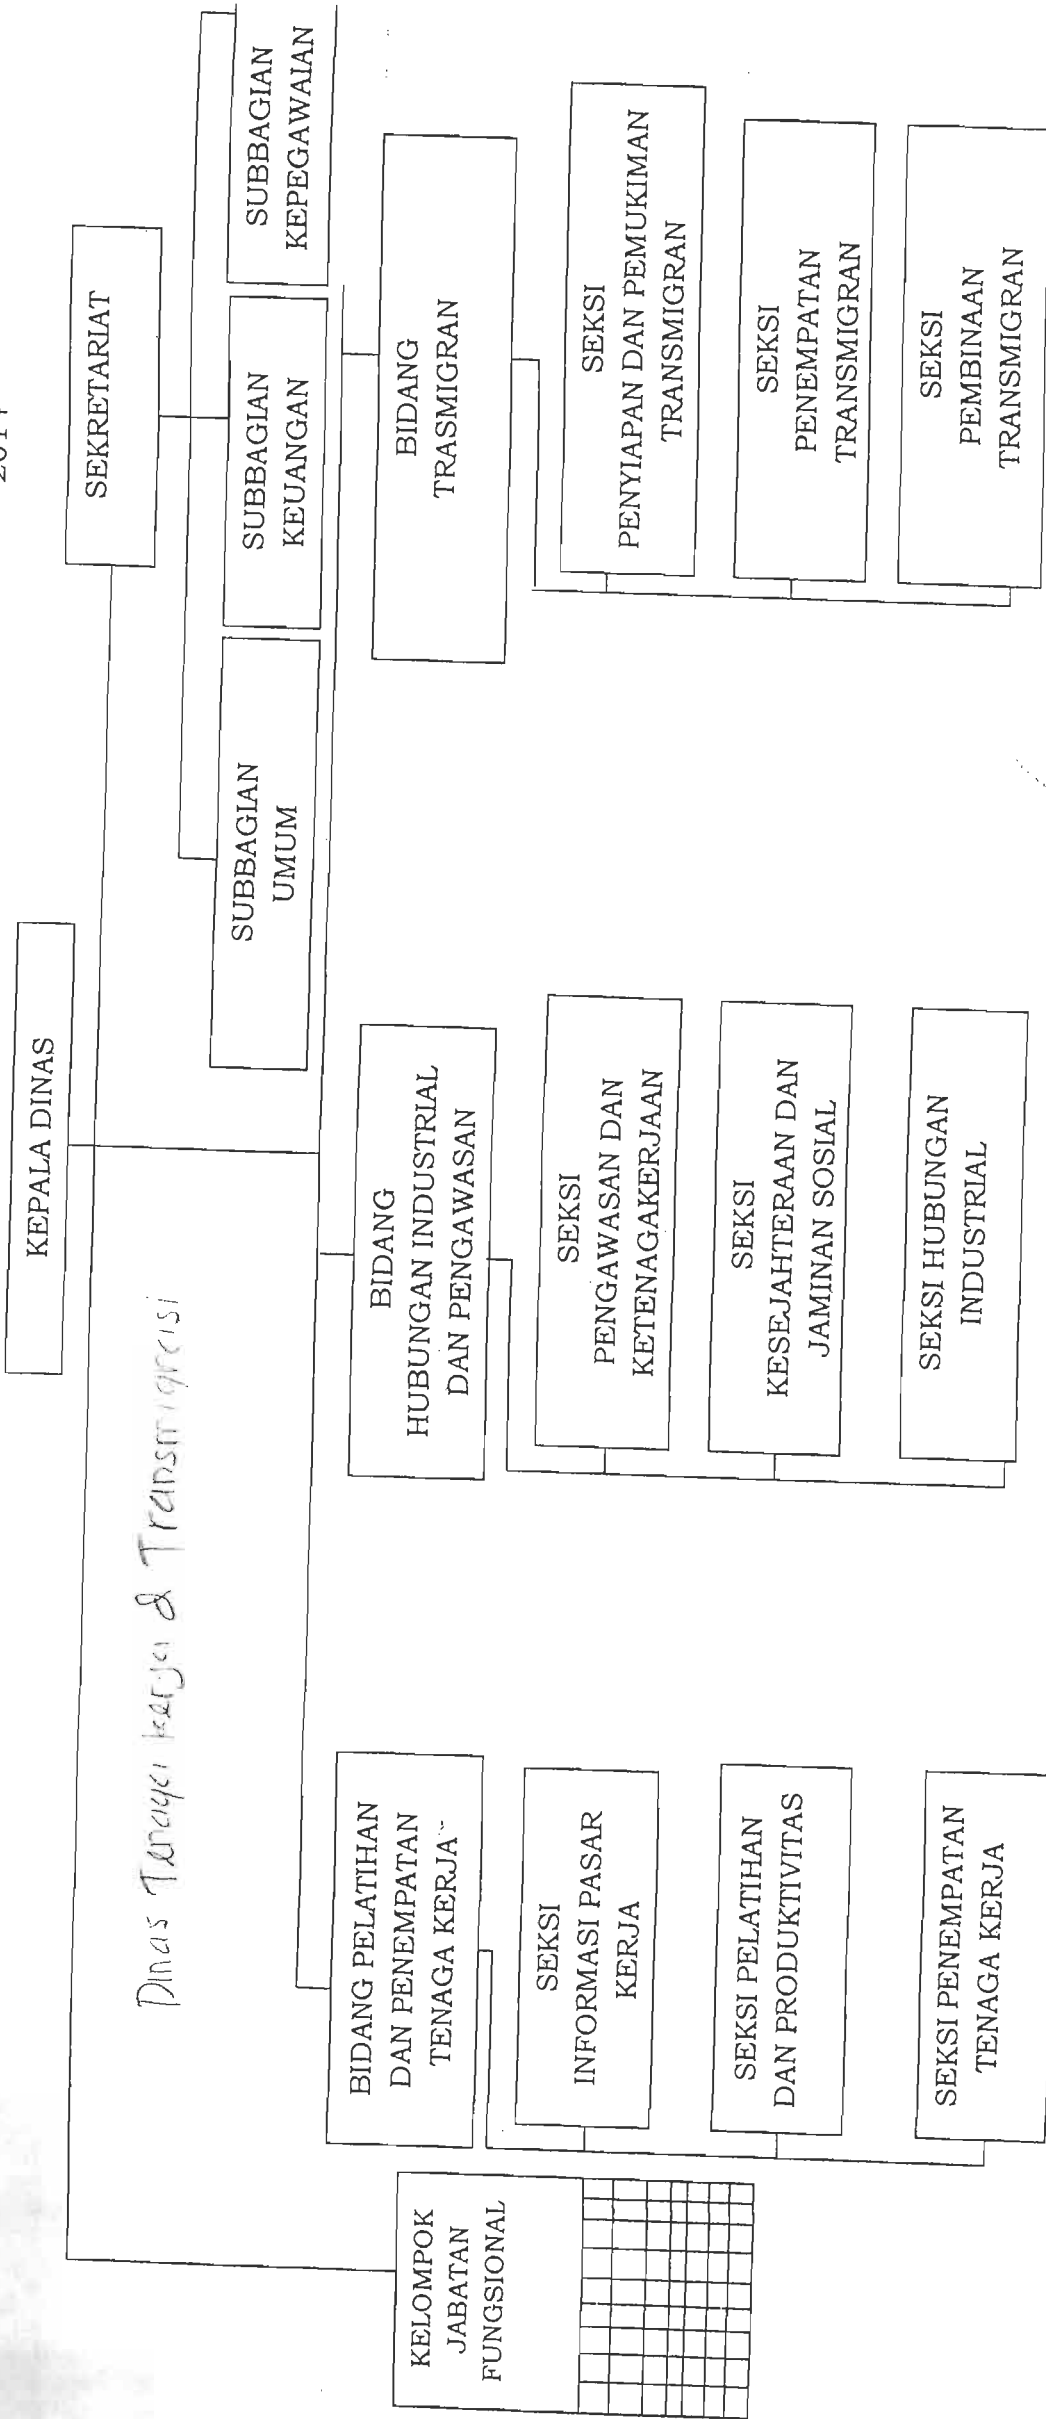 2014
KEPALA DINAS
SEKRETARIAT
Dinas Tenaga Kerja & Transmigrasi
SUBBAGIAN
UMUM
SUBBAGIAN
KEUANGAN
SUBBAGIAN
KEPEGAWAIAN
KELOMPOK
JABATAN
FUNGSIONAL
BIDANG PELATIHAN
DAN PENEMPATAN
TENAGA KERJA
SEKSI
INFORMASI PASAR
KERJA
SEKSI PELATIHAN
DAN PRODUKTIVITAS
SEKSI PENEMPATAN
TENAGA KERJA
BIDANG
HUBUNGAN INDUSTRIAL
DAN PENGAWASAN
SEKSI
PENGAWASAN DAN
KETENAGAKERJAAN
SEKSI
KESEJAHTERAAN DAN
JAMINAN SOSIAL
SEKSI HUBUNGAN
INDUSTRIAL
BIDANG
TRASMIGRAN
SEKSI
PENYIAPAN DAN PEMUKIMAN
TRANSMIGRAN
SEKSI
PENEMPATAN
TRANSMIGRAN
SEKSI
PEMBINAAN
TRANSMIGRAN